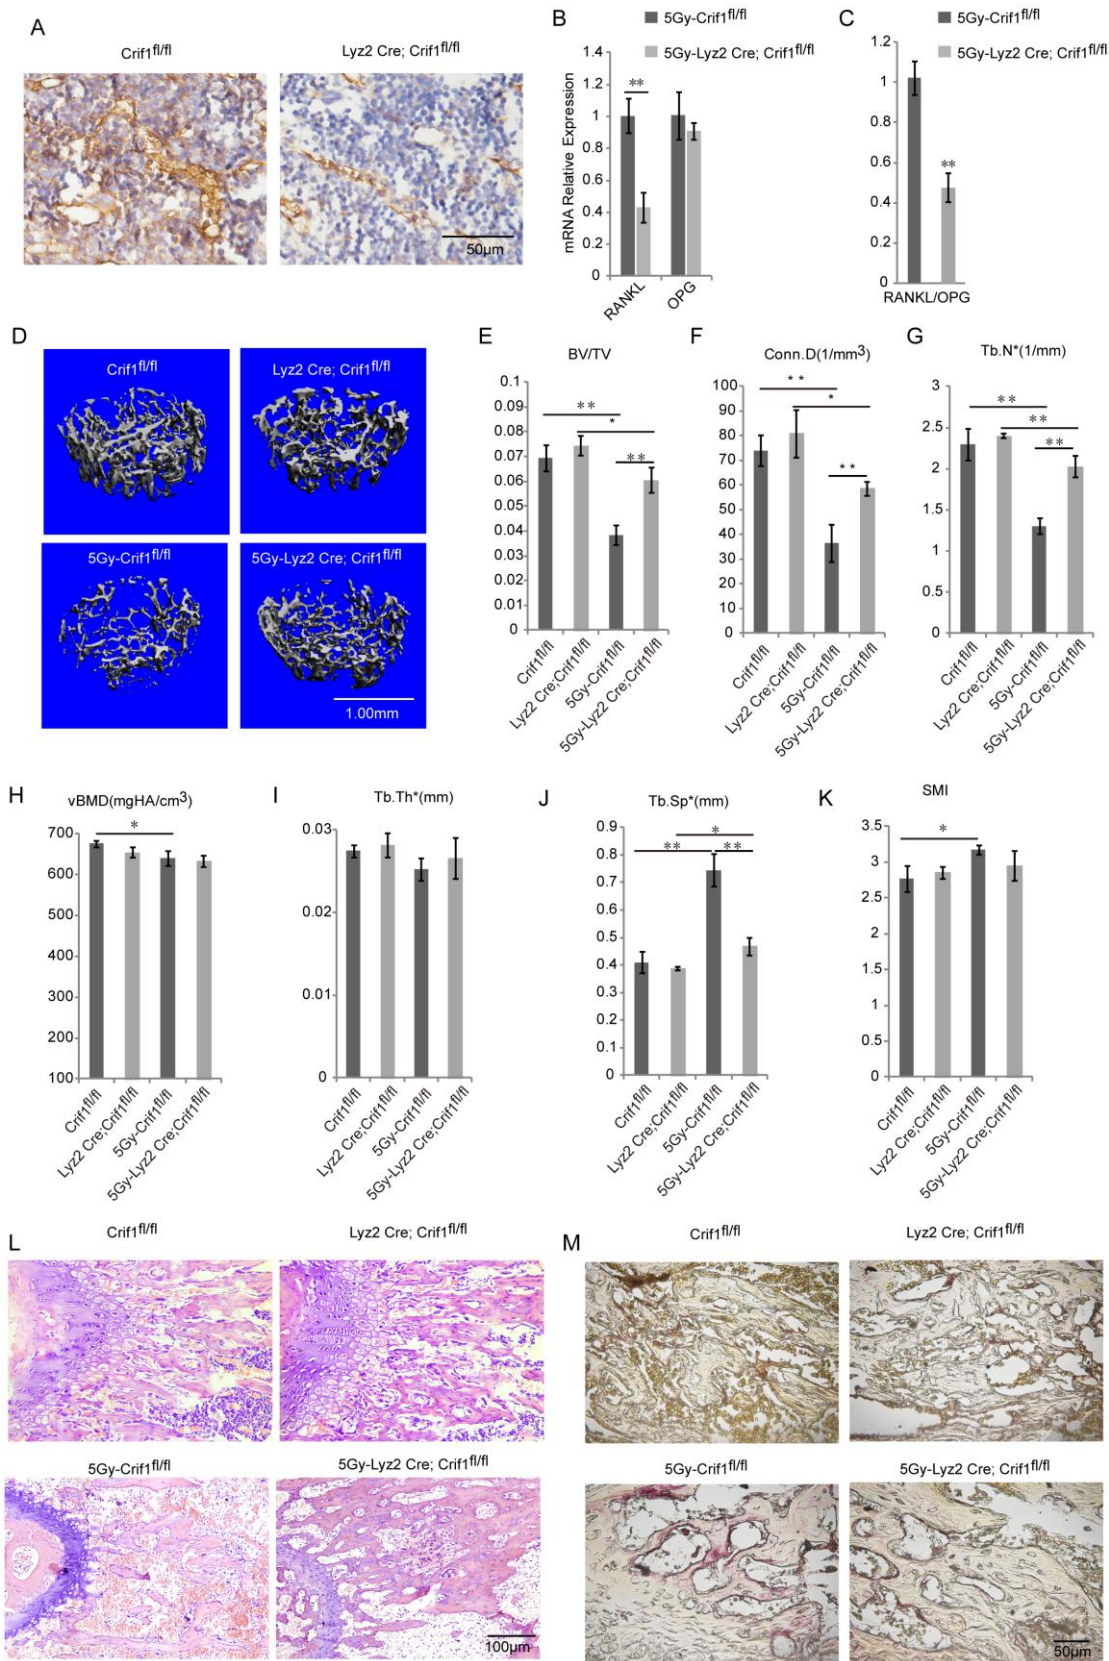 A
Crif1fl/fl
Lyz2 Cre; Crif1fl/fl
50μm
B
5Gy-Crif1fl/fl
5Gy-Lyz2 Cre; Crif1fl/fl
mRNA Relative Expression
1.4
1.2
1
0.8
0.6
0.4
0.2
0
**
RANKL
OPG
C
5Gy-Crif1fl/fl
5Gy-Lyz2 Cre; Crif1fl/fl
1.2
1
0.8
0.6
0.4
0.2
0
**
RANKL/OPG
D
Crif1fl/fl
Lyz2 Cre; Crif1fl/fl
5Gy-Crif1fl/fl
5Gy-Lyz2 Cre; Crif1fl/fl
1.00mm
E
BV/TV
0.1
0.09
0.08
0.07
0.06
0.05
0.04
0.03
0.02
0.01
0
**
*
**
Crif1fl/fl
Lyz2 Cre;Crif1fl/fl
5Gy-Crif1fl/fl
5Gy-Lyz2 Cre;Crif1fl/fl
F
Conn.D(1/mm3)
100
90
80
70
60
50
40
30
20
10
0
**
*
**
Crif1fl/fl
Lyz2 Cre;Crif1fl/fl
5Gy-Crif1fl/fl
5Gy-Lyz2 Cre;Crif1fl/fl
G
Tb.N*(1/mm)
3
2.5
2
1.5
1
0.5
0
**
**
**
Crif1fl/fl
Lyz2 Cre;Crif1fl/fl
5Gy-Crif1fl/fl
5Gy-Lyz2 Cre;Crif1fl/fl
H
vBMD(mgHA/cm3)
700
600
500
400
300
200
100
*
Crif1fl/fl
Lyz2 Cre;Crif1fl/fl
5Gy-Crif1fl/fl
5Gy-Lyz2 Cre;Crif1fl/fl
I
Tb.Th*(mm)
0.03
0.02
0.01
0
Crif1fl/fl
Lyz2 Cre;Crif1fl/fl
5Gy-Crif1fl/fl
5Gy-Lyz2 Cre;Crif1fl/fl
J
Tb.Sp*(mm)
0.9
0.8
0.7
0.6
0.5
0.4
0.3
0.2
0.1
0
*
**
**
Crif1fl/fl
Lyz2 Cre;Crif1fl/fl
5Gy-Crif1fl/fl
5Gy-Lyz2 Cre;Crif1fl/fl
K
SMI
3.5
3
2.5
2
1.5
1
0.5
0
*
Crif1fl/fl
Lyz2 Cre;Crif1fl/fl
5Gy-Crif1fl/fl
5Gy-Lyz2 Cre;Crif1fl/fl
L
Crif1fl/fl
Lyz2 Cre; Crif1fl/fl
5Gy-Crif1fl/fl
5Gy-Lyz2 Cre; Crif1fl/fl
100μm
M
Crif1fl/fl
Lyz2 Cre; Crif1fl/fl
5Gy-Crif1fl/fl
5Gy-Lyz2 Cre; Crif1fl/fl
50μm